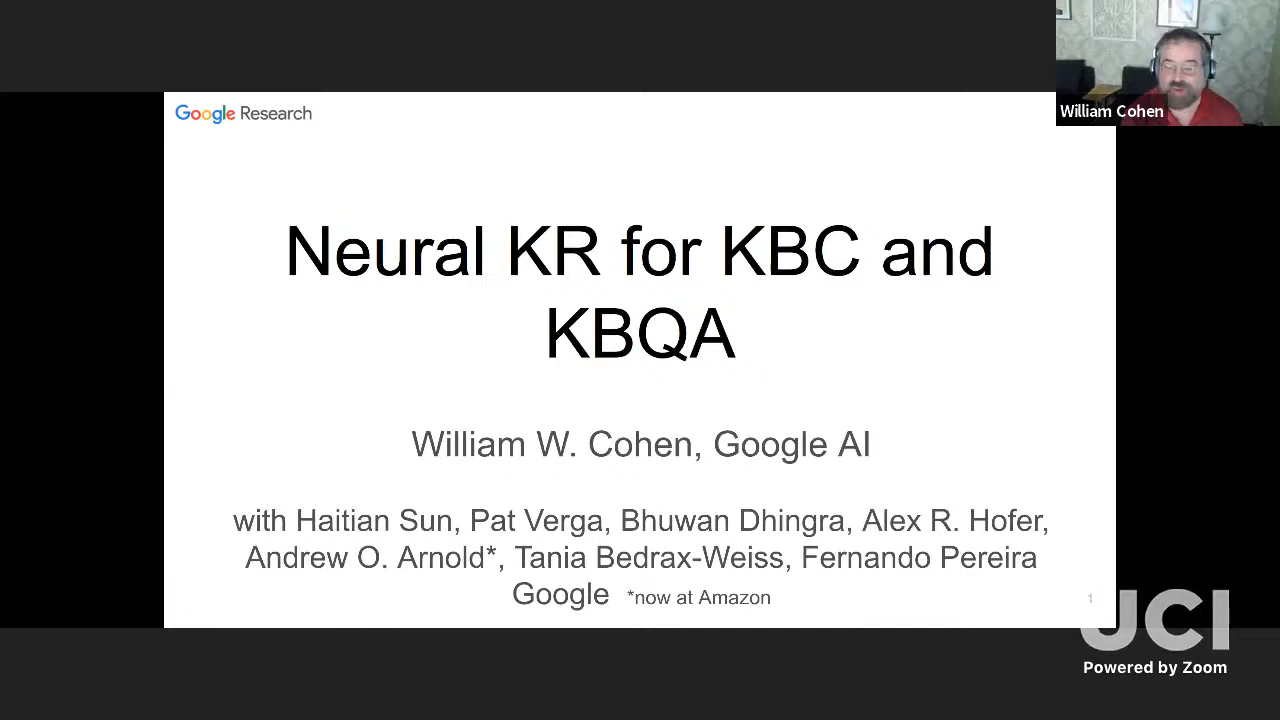 Google Research
William Cohen
Neural KR for KBC and
KBQA
William W. Cohen, Google AI
with Haitian Sun, Pat Verga, Bhuwan Dhingra, Alex R. Hofer,
Andrew O. Arnold*, Tania Bedrax-Weiss, Fernando Pereira
Google *now at Amazon
1
UCI
Powered by Zoom